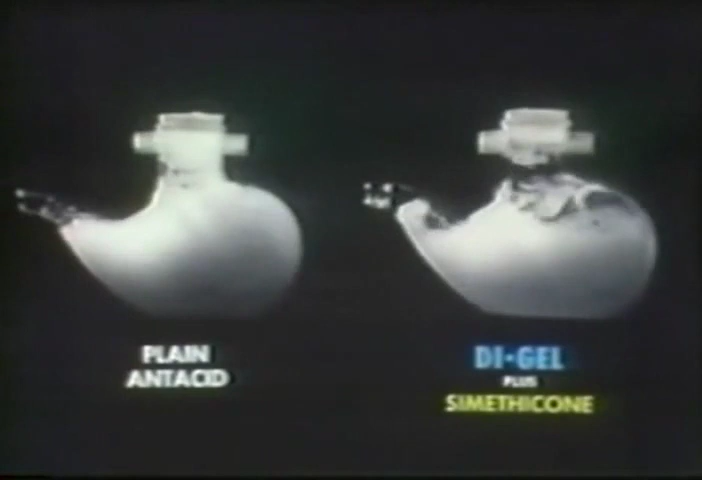 PLAIN
ANTACID
DI-GEL
PLUS
SIMETHICONE